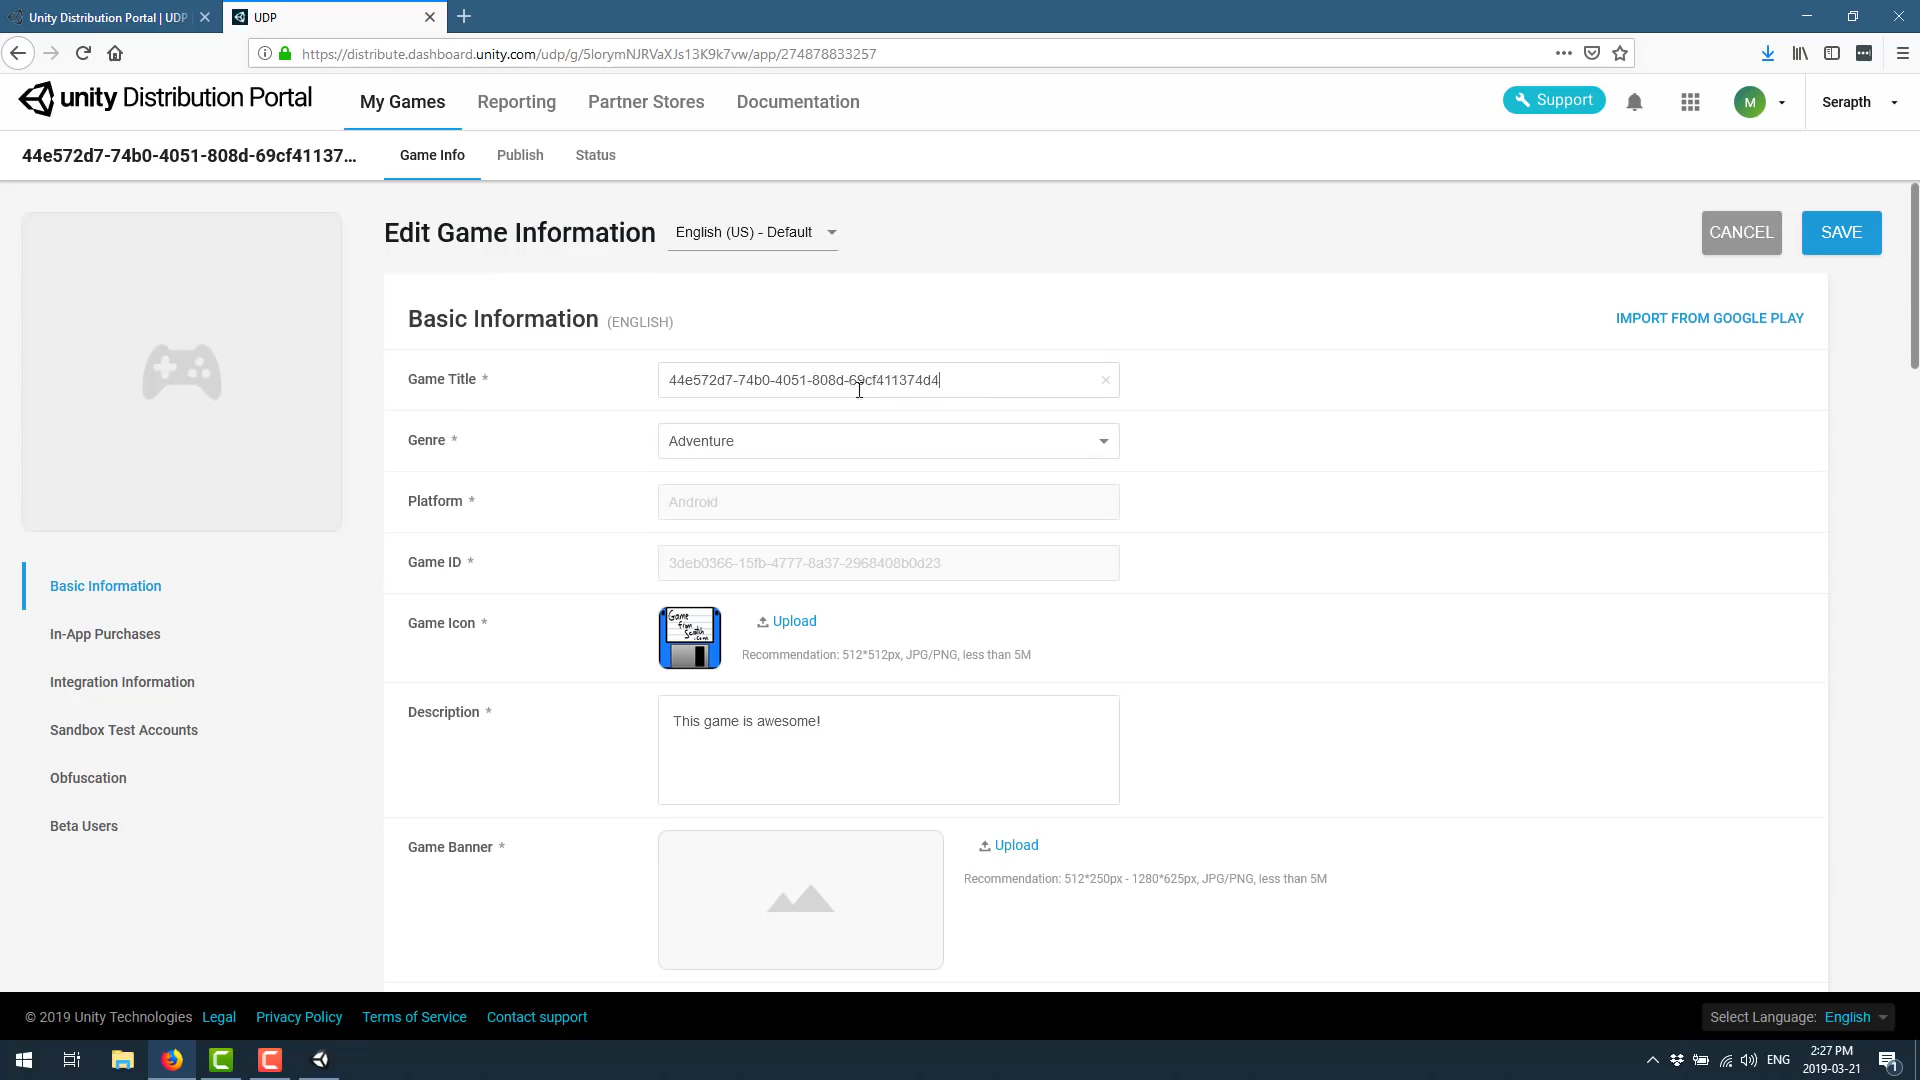 Unity Distribution Portal | UDP
UDP
https://distribute.dashboard.unity.com/udp/g/5lorymNJRVaXJs13K9k7vw/app/274878833257
unity Distribution Portal
My Games
Reporting
Partner Stores
Documentation
Support
M
Serapth
44e572d7-74b0-4051-808d-69cf41137...
Game Info
Publish
Status
Edit Game Information
English (US) - Default
CANCEL
SAVE
Basic Information (ENGLISH)
IMPORT FROM GOOGLE PLAY
Game Title *
44e572d7-74b0-4051-808d-69cf411374d4
Genre *
Adventure
Platform *
Android
Game ID *
3deb0366-15fb-4777-8a37-2968408b0d23
Game Icon *
Game
from
Scratch
.com
Upload
Recommendation: 512*512px, JPG/PNG, less than 5M
Description *
This game is awesome!
Game Banner *
Upload
Recommendation: 512*250px - 1280*625px, JPG/PNG, less than 5M
Basic Information
In-App Purchases
Integration Information
Sandbox Test Accounts
Obfuscation
Beta Users
© 2019 Unity Technologies Legal Privacy Policy Terms of Service Contact support
Select Language: English
ENG
2:27 PM
2019-03-21
1